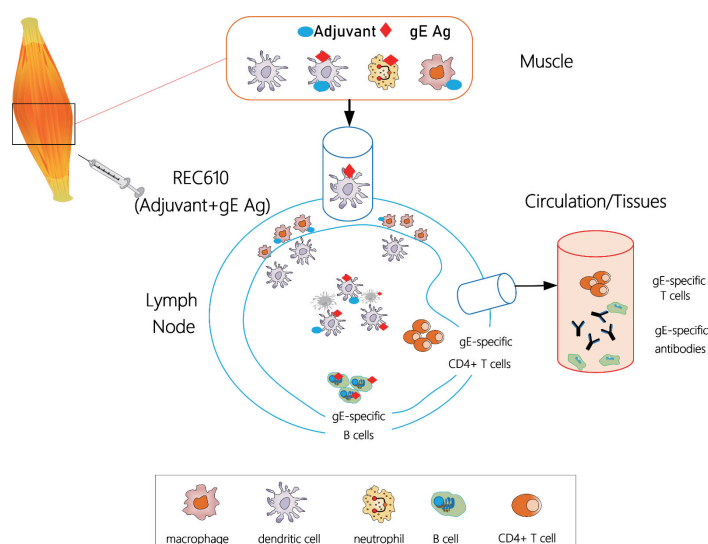 Adjuvant gE Ag
Muscle
REC610
(Adjuvant+gE Ag)
Circulation/Tissues
Lymph
Node
gE-specific
T cells
gE-specific
antibodies
gE-specific
CD4+ T cells
gE-specific
B cells
macrophage dendritic cell neutrophil B cell CD4+ T cell